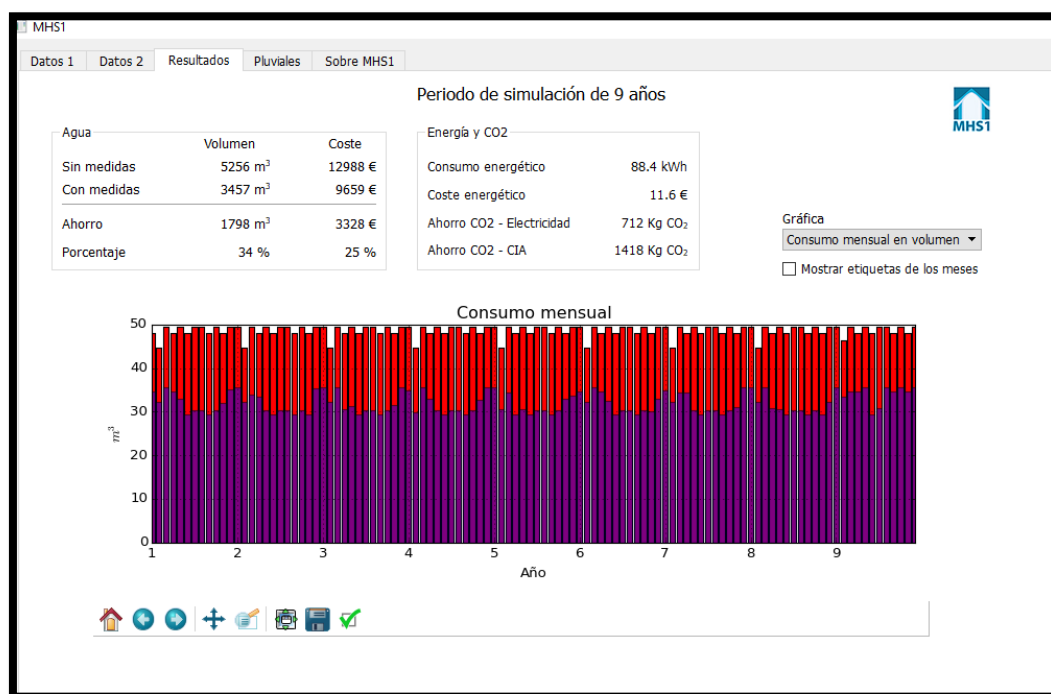 MHS1
Datos 1 Datos 2 Resultados Pluviales Sobre MHS1
Periodo de simulación de 9 años
MHS1
Agua
Volumen Coste
Sin medidas 5256 m³ 12988 €
Con medidas 3457 m³ 9659 €
Ahorro 1798 m³ 3328 €
Porcentaje 34 % 25 %
Energía y CO2
Consumo energético 88.4 kWh
Coste energético 11.6 €
Ahorro CO2 - Electricidad 712 Kg CO₂
Ahorro CO2 - CIA 1418 Kg CO₂
Gráfica
Consumo mensual en volumen
Mostrar etiquetas de los meses
Consumo mensual
50
40
30
20
10
0
m³
1 2 3 4 5 6 7 8 9
Año